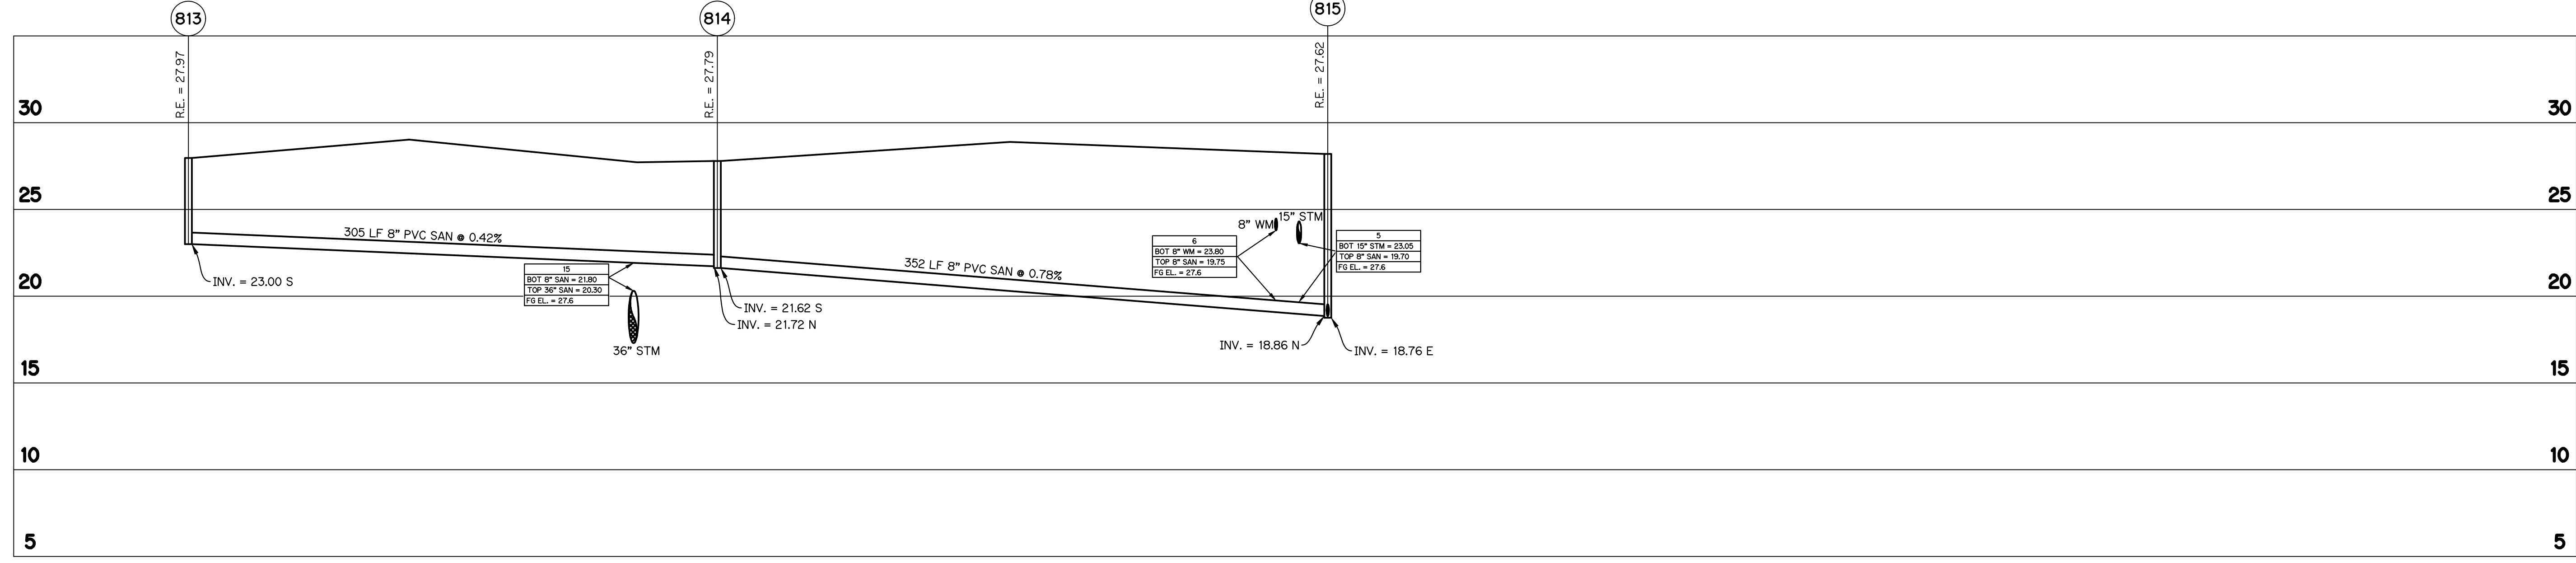 813
814
815
R.E. = 27.97
R.E. = 27.79
R.E. = 27.62
30
30
25
25
305 LF 8" PVC SAN @ 0.42%
8" WM
15" STM
6
BOT 8" WM = 23.80
TOP 8" SAN = 19.75
FG EL. = 27.6
5
BOT 15" STM = 23.05
TOP 8" SAN = 19.70
FG EL. = 27.6
352 LF 8" PVC SAN @ 0.78%
15
BOT 8" SAN = 21.80
TOP 36" SAN = 20.30
FG EL. = 27.6
20
INV. = 23.00 S
20
INV. = 21.62 S
INV. = 21.72 N
36" STM
INV. = 18.86 N
INV. = 18.76 E
15
15
10
10
5
5